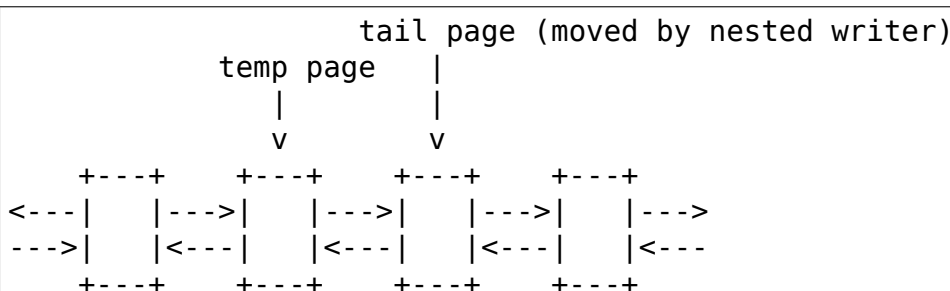 tail page (moved by nested writer)
            temp page   |
               |        |
               v        v
    +---+    +---+    +---+    +---+
<---|   |--->|   |--->|   |--->|   |--->
--->|   |<---|   |<---|   |<---|   |<---
    +---+    +---+    +---+    +---+